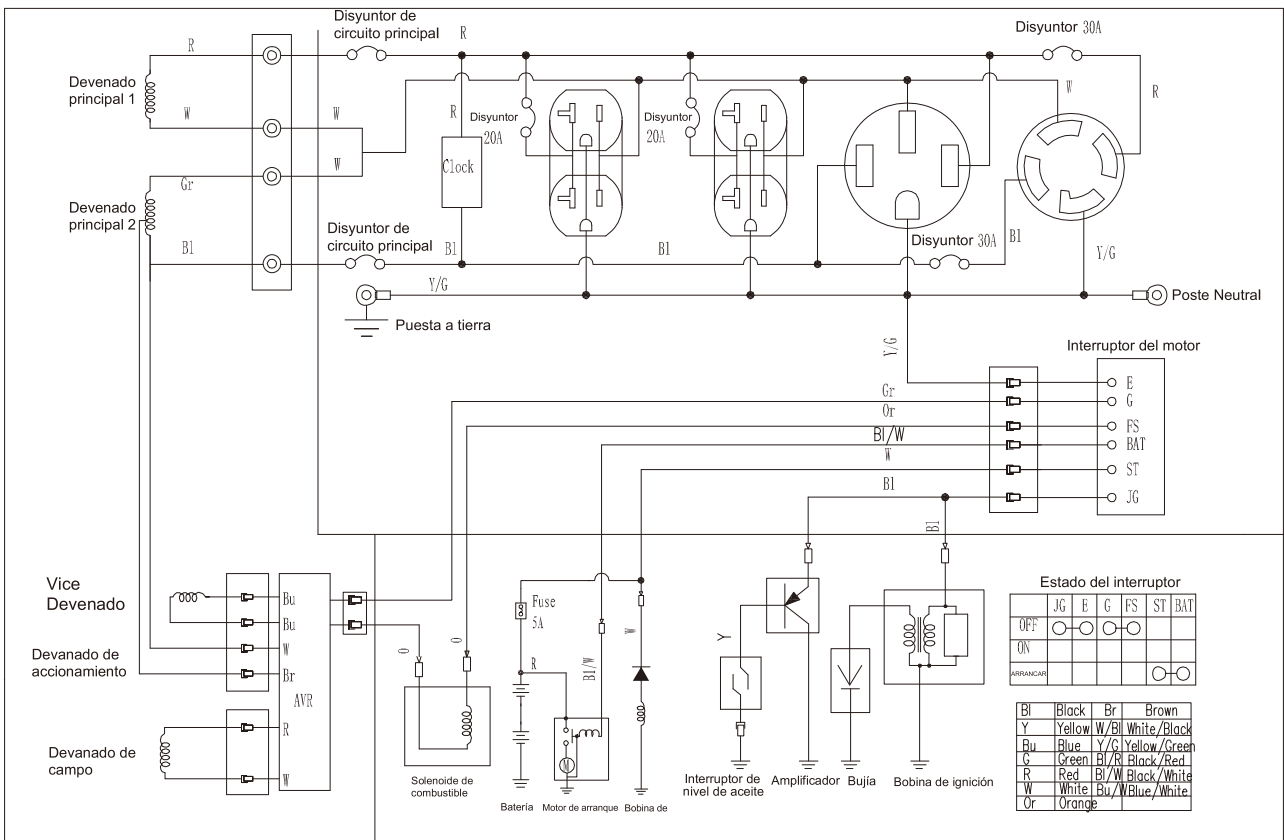 Disyuntor de
circuito principal
R
Disyuntor 30A
R
Devenado
principal 1
W
W
W
R
R
Disyuntor
20A
Disyuntor
20A
W
Clock
Gr
Devenado
principal 2
Disyuntor de
circuito principal
Bl
Bl
Bl
Disyuntor 30A
Bl
Y/G
Y/G
Puesta a tierra
Poste Neutral
Y/G
Interruptor del motor
E
Gr
G
Or
FS
Bl/W
BAT
W
ST
Bl
JG
Bl
Vice
Devenado
Bu
Bu
Devanado de
accionamiento
W
Br
AVR
Devanado de
campo
R
W
O
O
Solenoide de
combustible
Fuse
5A
R
Bl/W
W
M
Batería
Motor de arranque
Bobina de
Y
Interruptor de
nivel de aceite
Amplificador
Bujía
Bobina de ignición
Estado del interruptor
JG E G FS ST BAT
OFF
ON
ARRANCAR
Bl Black Br Brown
Y Yellow W/Bl White/Black
Bu Blue Y/G Yellow/Green
G Green Bl/R Black/Red
R Red Bl/W Black/White
W White Bu/W Blue/White
Or Orange